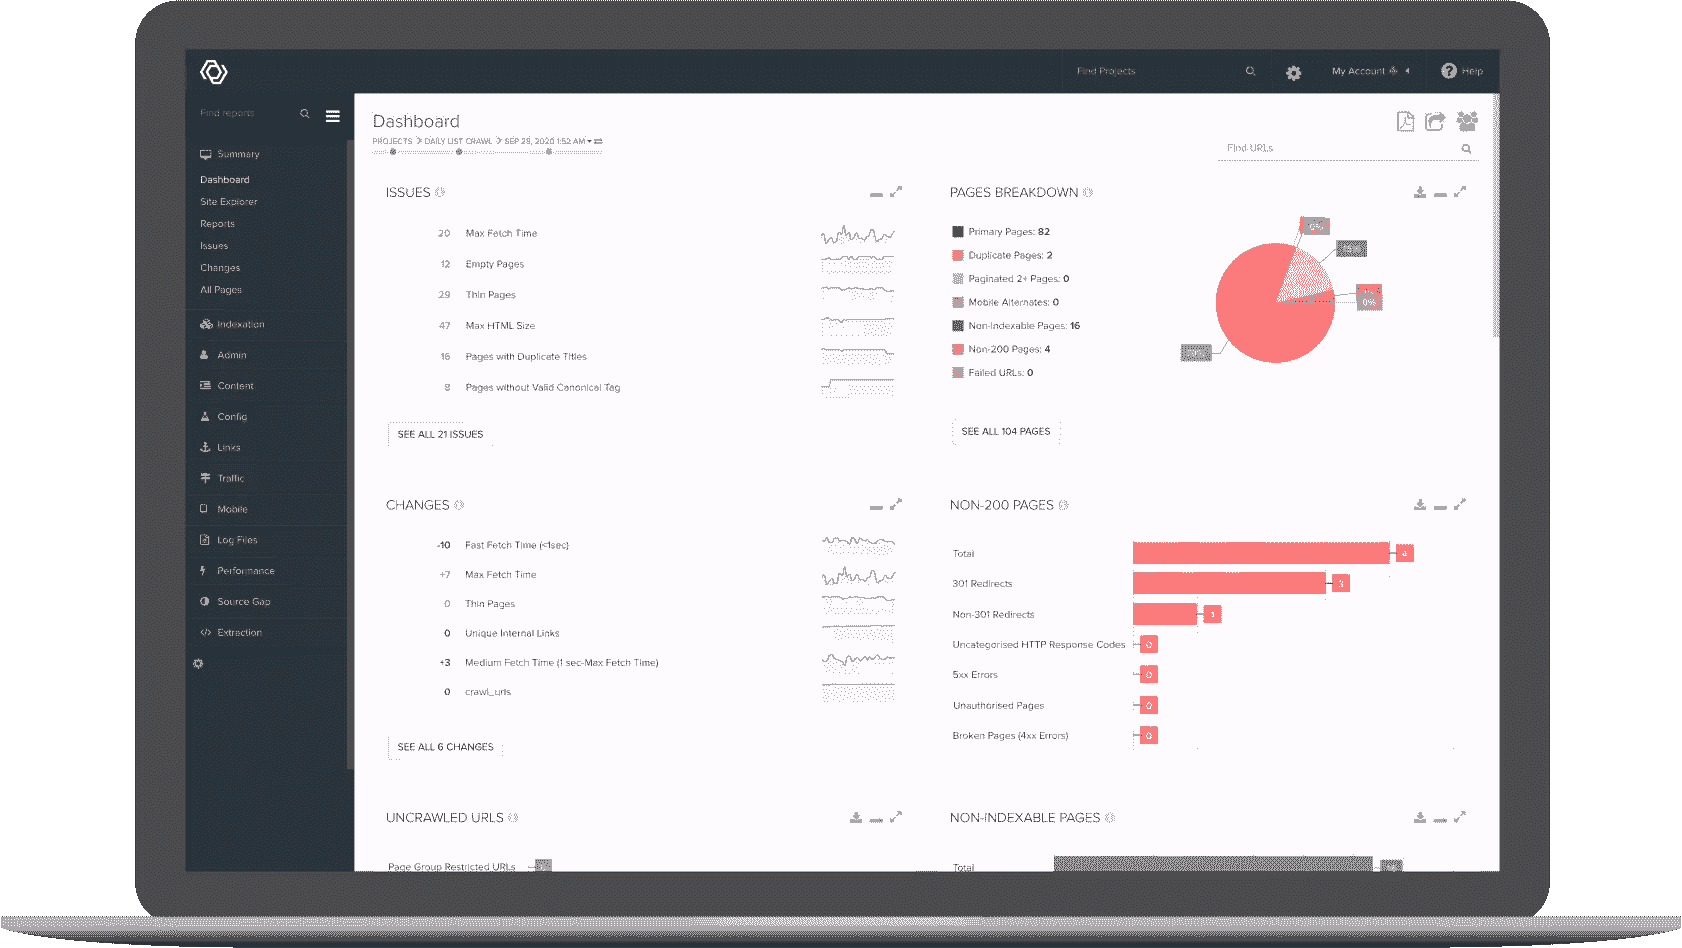 Find Projects
My Account
Help
Find reports
Summary
Dashboard
Site Explorer
Reports
Issues
Changes
All Pages
Indexation
Admin
Content
Config
Links
Traffic
Mobile
Log Files
Performance
Source Gap
Extraction
Dashboard
PROJECTS > DAILY LIST CRAWL > SEP 28, 2020 1:52 AM
Find URLs
ISSUES
20 Max Fetch Time
12 Empty Pages
29 Thin Pages
47 Max HTML Size
16 Pages with Duplicate Titles
8 Pages without Valid Canonical Tag
SEE ALL 21 ISSUES
PAGES BREAKDOWN
Primary Pages: 82
Duplicate Pages: 2
Paginated 2+ Pages: 0
Mobile Alternates: 0
Non-Indexable Pages: 16
Non-200 Pages: 4
Failed URLs: 0
0%
0%
SEE ALL 104 PAGES
CHANGES
-10 Fast Fetch Time (<1sec)
+7 Max Fetch Time
0 Thin Pages
0 Unique Internal Links
+3 Medium Fetch Time (1 sec-Max Fetch Time)
0 crawl_urls
SEE ALL 6 CHANGES
NON-200 PAGES
Total 4
301 Redirects 3
Non-301 Redirects 1
Uncategorised HTTP Response Codes 0
5xx Errors 0
Unauthorised Pages 0
Broken Pages (4xx Errors) 0
UNCRAWLED URLS
Page Group Restricted URLs
NON-INDEXABLE PAGES
Total